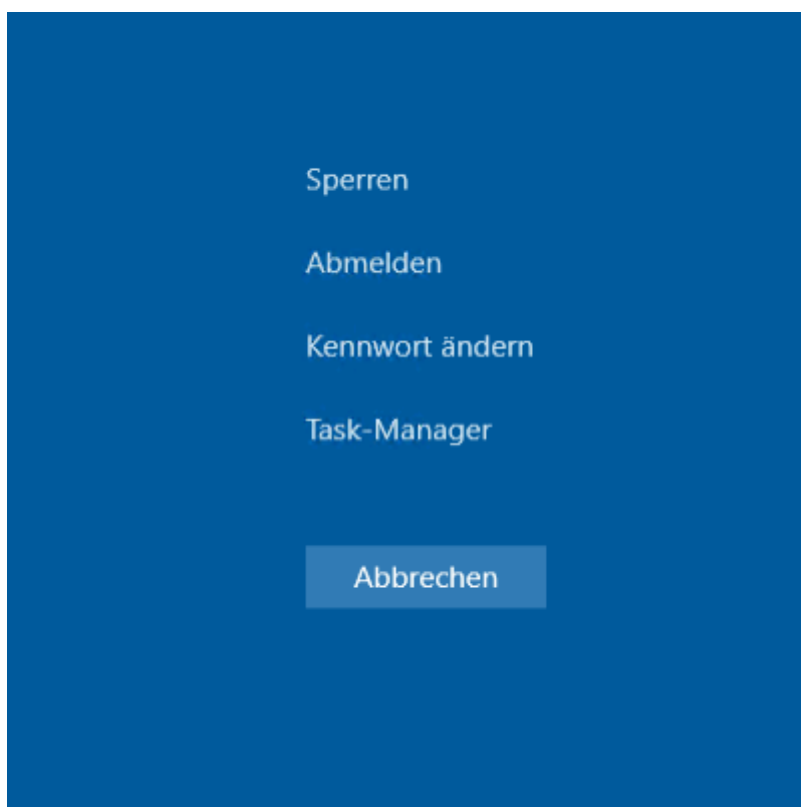 Sperren
Abmelden
Kennwort ändern
Task-Manager
Abbrechen